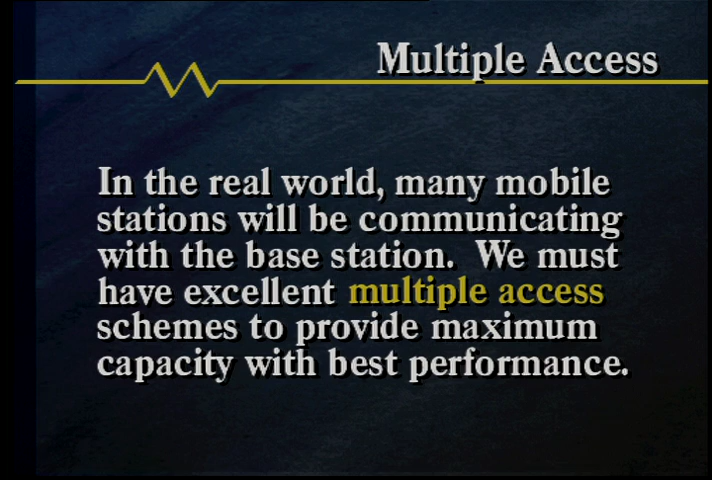 Multiple Access
In the real world, many mobile
stations will be communicating
with the base station.  We must
have excellent multiple access
schemes to provide maximum
capacity with best performance.